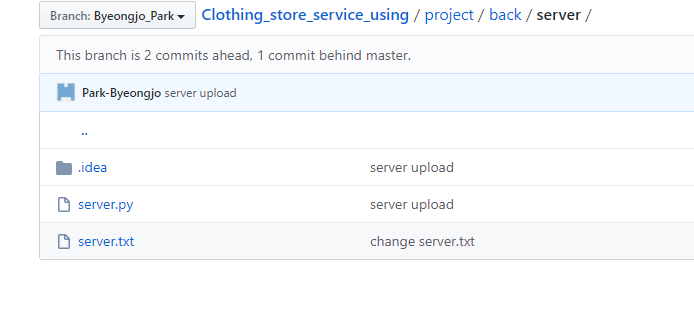 Branch: Byeongjo_Park Clothing_store_service_using / project / back / server /
This branch is 2 commits ahead, 1 commit behind master.
Park-Byeongjo server upload
..
.idea server upload
server.py server upload
server.txt change server.txt